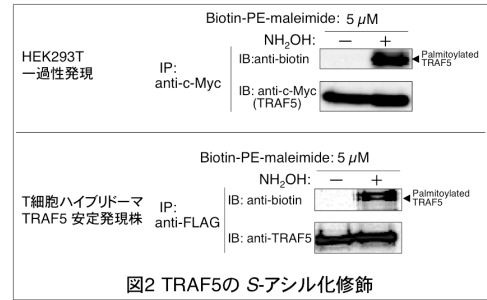 Biotin-PE-maleimide: 5 µM
NH2OH: － ＋
HEK293T
一過性発現
IP:
anti-c-Myc
IB:anti-biotin
Palmitoylated
TRAF5
IB: anti-c-Myc
(TRAF5)
Biotin-PE-maleimide: 5 µM
NH2OH: － ＋
T細胞ハイブリドーマ
TRAF5 安定発現株
IP:
anti-FLAG
IB: anti-biotin
Palmitoylated
TRAF5
IB: anti-TRAF5
図2 TRAF5の S-アシル化修飾